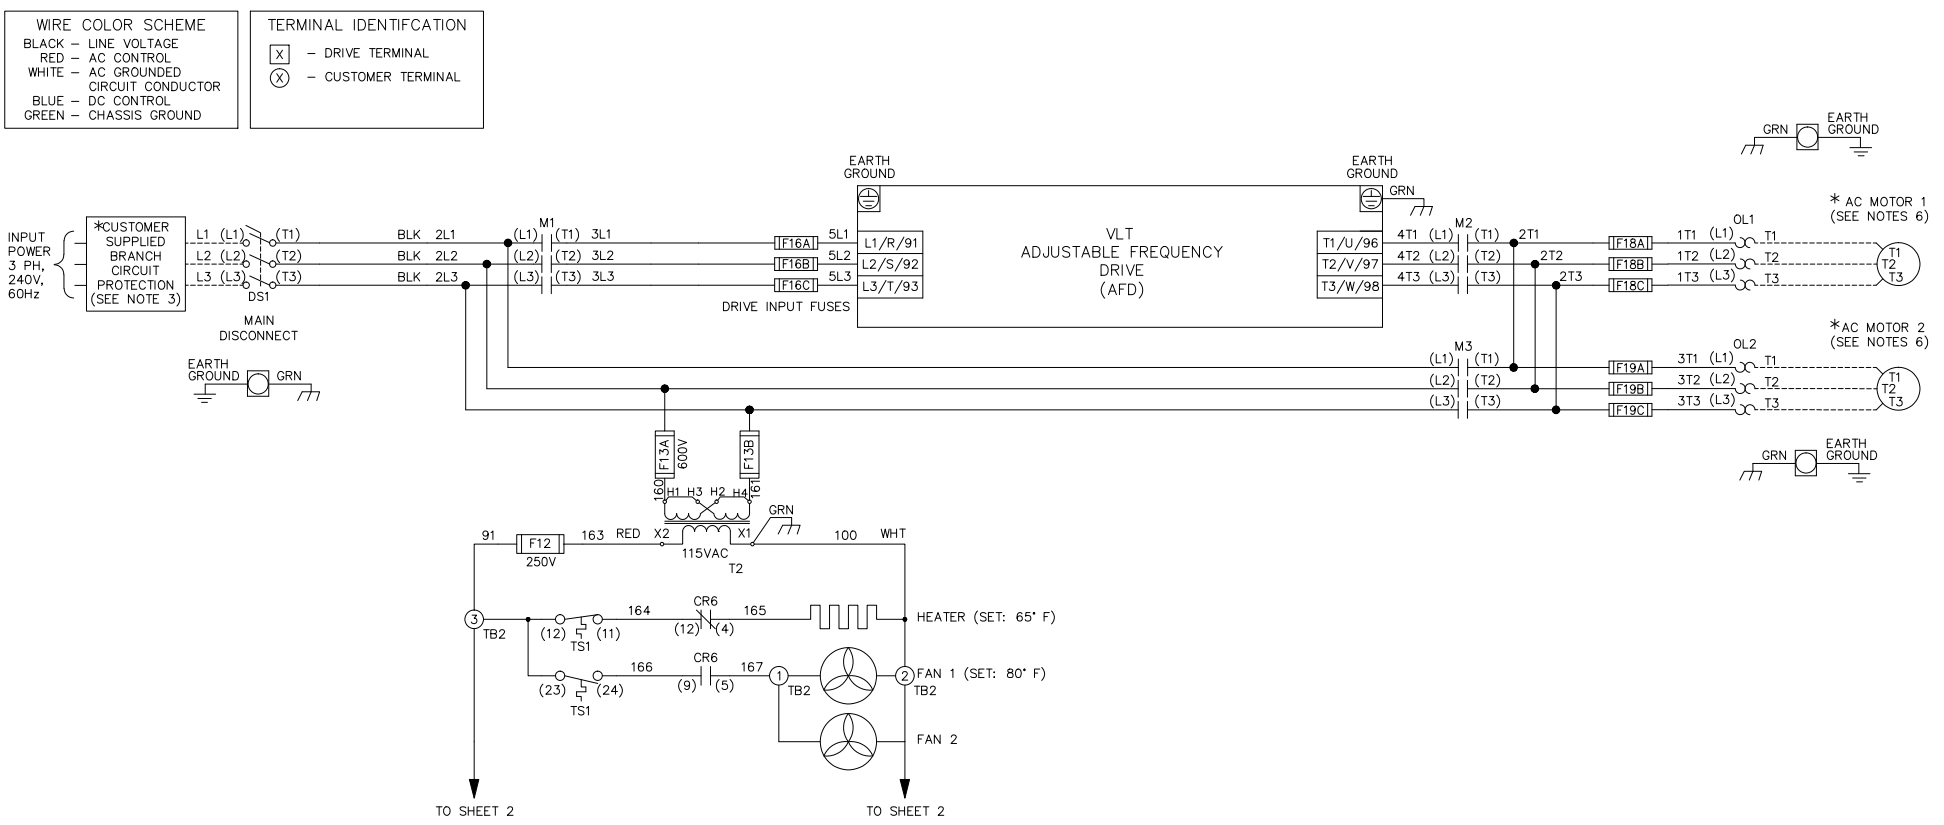 WIRE COLOR SCHEME
BLACK – LINE VOLTAGE
RED – AC CONTROL
WHITE – AC GROUNDED
CIRCUIT CONDUCTOR
BLUE – DC CONTROL
GREEN – CHASSIS GROUND
TERMINAL IDENTIFCATION
X – DRIVE TERMINAL
X – CUSTOMER TERMINAL
GRN
EARTH
GROUND
EARTH
GROUND
EARTH
GROUND
GRN
* AC MOTOR 1
(SEE NOTES 6)
INPUT
POWER
3 PH,
240V,
60Hz
*CUSTOMER
SUPPLIED
BRANCH
CIRCUIT
PROTECTION
(SEE NOTE 3)
L1 (L1) (T1) BLK 2L1 (L1) M1 (T1) 3L1 F16A 5L1 L1/R/91
L2 (L2) (T2) BLK 2L2 (L2) (T2) 3L2 F16B 5L2 L2/S/92
L3 (L3) (T3) BLK 2L3 (L3) (T3) 3L3 F16C 5L3 L3/T/93
DS1
MAIN
DISCONNECT
DRIVE INPUT FUSES
VLT
ADJUSTABLE FREQUENCY
DRIVE
(AFD)
T1/U/96 4T1 (L1) M2 (T1) 2T1 F18A 1T1 (L1) OL1 T1
T2/V/97 4T2 (L2) (T2) 2T2 F18B 1T2 (L2) T2
T3/W/98 4T3 (L3) (T3) 2T3 F18C 1T3 (L3) T3
T1
T2
T3
* AC MOTOR 2
(SEE NOTES 6)
EARTH
GROUND
GRN
(L1) M3 (T1) F19A 3T1 (L1) OL2 T1
(L2) (T2) F19B 3T2 (L2) T2
(L3) (T3) F19C 3T3 (L3) T3
T1
T2
T3
GRN
EARTH
GROUND
F13A
600V
F13B
160
161
H1 H3 H2 H4
GRN
91 F12 163 RED X2 X1 100 WHT
250V
115VAC
T2
3
TB2
(12) (11)
TS1
164
CR6
(12) (4)
165
HEATER (SET: 65° F)
(23) (24)
TS1
166
CR6
(9) (5)
167
1
TB2
2
TB2
FAN 1 (SET: 80° F)
FAN 2
TO SHEET 2
TO SHEET 2